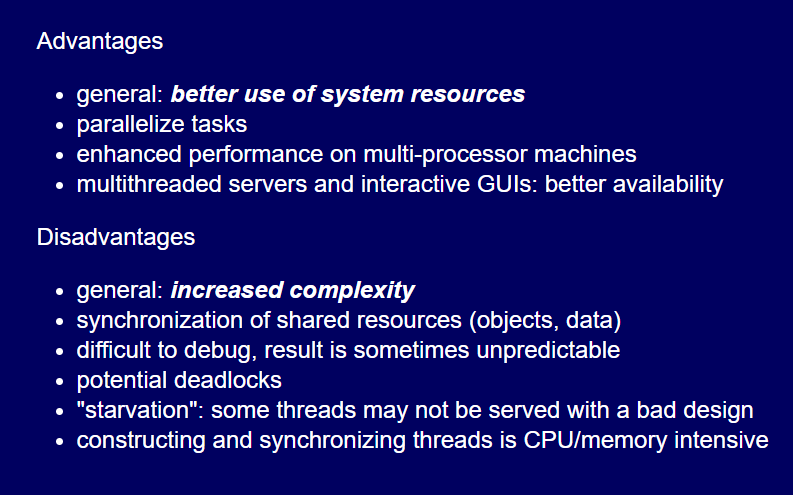 Advantages
• general: better use of system resources
• parallelize tasks
• enhanced performance on multi-processor machines
• multithreaded servers and interactive GUIs: better availability
Disadvantages
• general: increased complexity
• synchronization of shared resources (objects, data)
• difficult to debug, result is sometimes unpredictable
• potential deadlocks
• "starvation": some threads may not be served with a bad design
• constructing and synchronizing threads is CPU/memory intensive